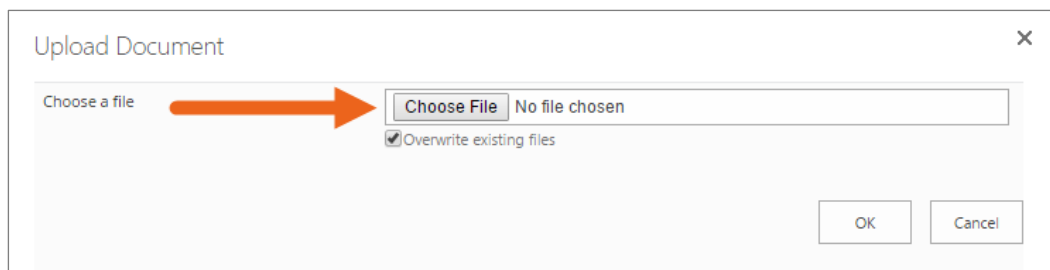 Upload Document
Choose a file
Choose File No file chosen
Overwrite existing files
OK Cancel